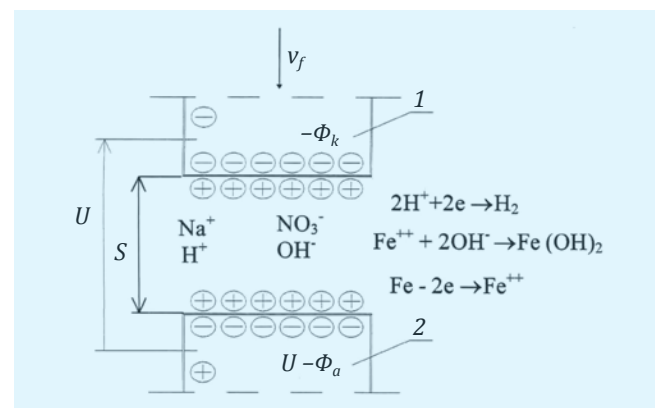 v_f
1
−Φ_k
U
S
Na⁺
H⁺
NO₃⁻
OH⁻
2H⁺+2e →H₂
Fe⁺⁺ + 2OH⁻→Fe (OH)₂
Fe - 2e →Fe⁺⁺
2
U −Φ_a